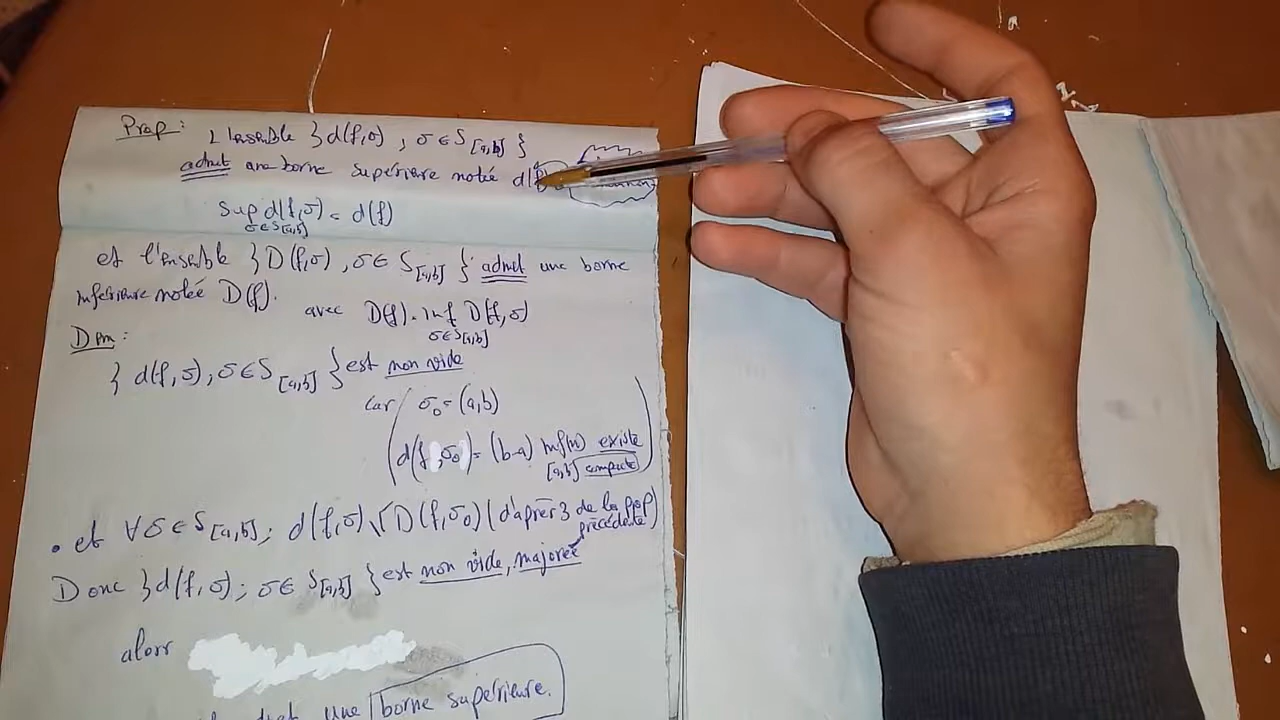 Prop: L'ensemble } d(f,σ) , σ ∈ S[a,b] }
admet une borne supérieure notée d(f)
Sup d(f,σ) = d(f)
σ∈S[a,b]
et l'ensemble } D(f,σ) , σ ∈ S[a,b] } admet une borne
inférieure notée D(f).
avec D(f) = inf D(f,σ)
σ∈S[a,b]
Dm:
} d(f,σ) , σ ∈ S[a,b] } est non vide
car ( σ₀ = (a,b)
d(f,σ₀) = (b-a) inf(m) existe
[a,b] compacte )
• et ∀σ ∈ S[a,b] ; d(f,σ) ⩽ D(f,σ₀) (d'après 3 de la prop
précédente)
Donc } d(f,σ) ; σ ∈ S[a,b] } est non vide, majorée
alors
une borne supérieure.